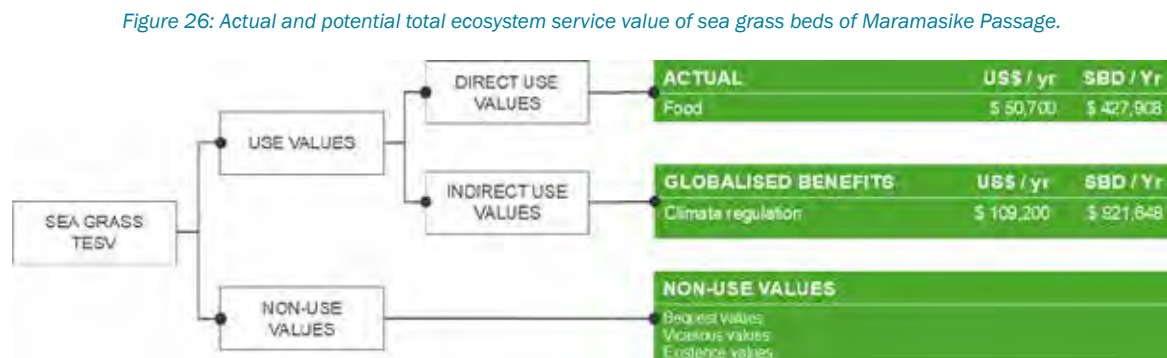 Figure 26: Actual and potential total ecosystem service value of sea grass beds of Maramasike Passage.
SEA GRASS
TESV
USE VALUES
NON-USE
VALUES
DIRECT USE
VALUES
INDIRECT USE
VALUES
ACTUAL US$ / yr SBD / Yr
Food $ 50,700 $ 427,908
GLOBALISED BENEFITS US$ / yr SBD / Yr
Climate regulation $ 109,200 $ 921,648
NON-USE VALUES
Bequest values
Vicarious values
Existence values